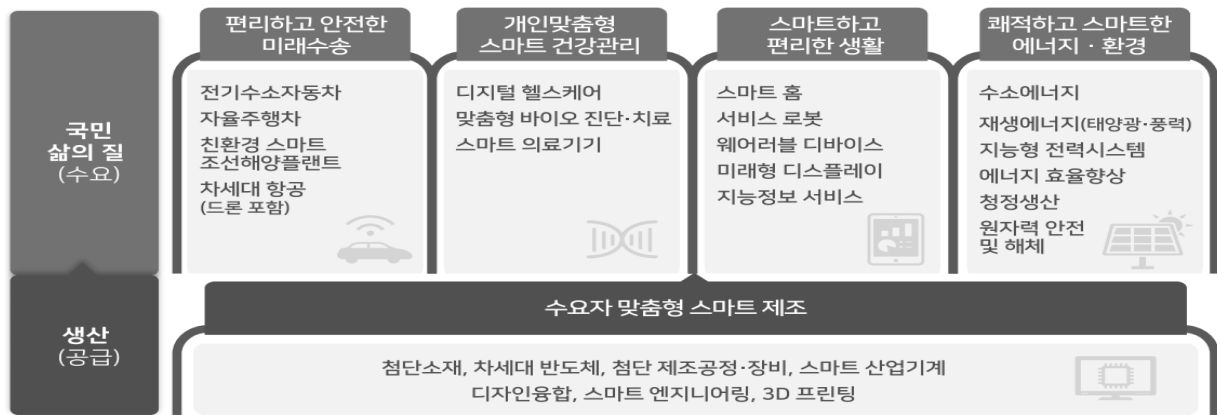 국민
삶의 질
(수요)
편리하고 안전한
미래수송
전기수소자동차
자율주행차
친환경 스마트
조선해양플랜트
차세대 항공
(드론 포함)
개인맞춤형
스마트 건강관리
디지털 헬스케어
맞춤형 바이오 진단·치료
스마트 의료기기
스마트하고
편리한 생활
스마트 홈
서비스 로봇
웨어러블 디바이스
미래형 디스플레이
지능정보 서비스
쾌적하고 스마트한
에너지 · 환경
수소에너지
재생에너지(태양광·풍력)
지능형 전력시스템
에너지 효율향상
청정생산
원자력 안전
및 해체
생산
(공급)
수요자 맞춤형 스마트 제조
첨단소재, 차세대 반도체, 첨단 제조공정·장비, 스마트 산업기계
디자인융합, 스마트 엔지니어링, 3D 프린팅